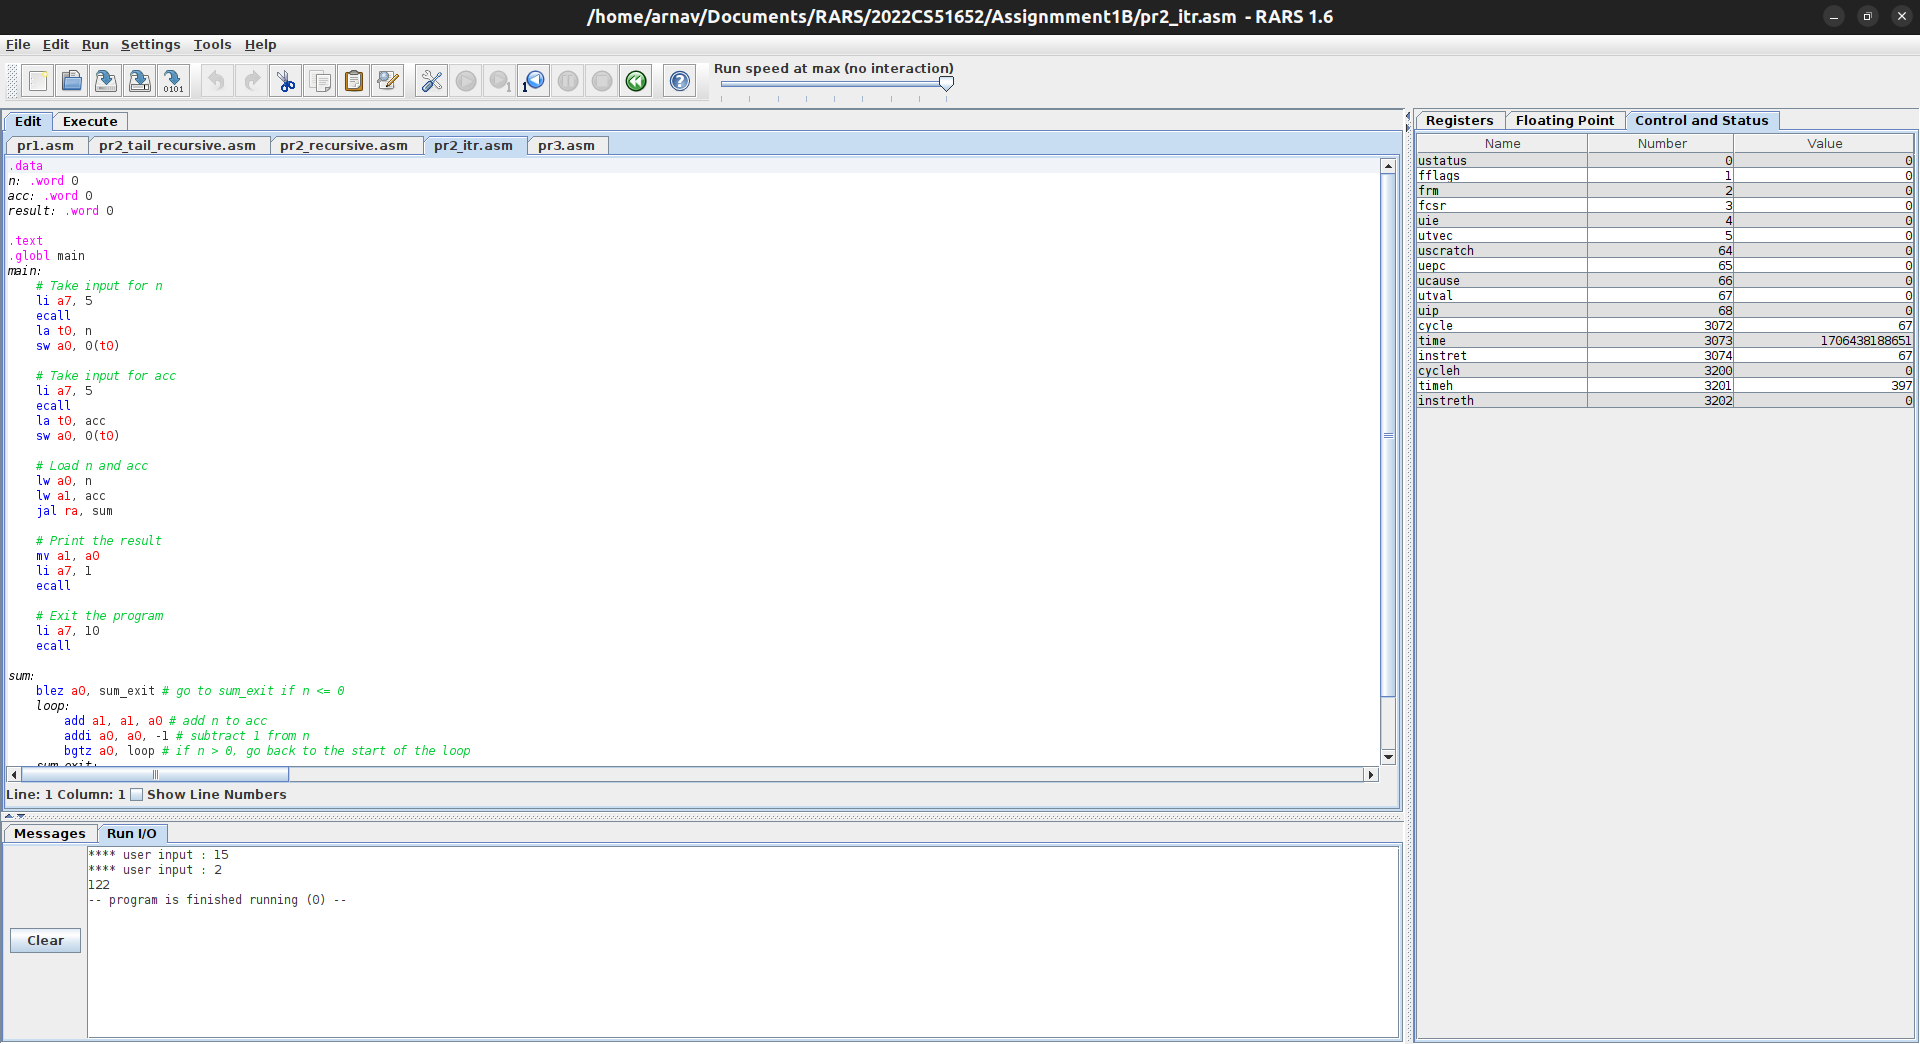 /home/arnav/Documents/RARS/2022CS51652/Assignmment1B/pr2_itr.asm - RARS 1.6
File Edit Run Settings Tools Help
Run speed at max (no interaction)
0101
1
1
Edit Execute
pr1.asm pr2_tail_recursive.asm pr2_recursive.asm pr2_itr.asm pr3.asm
.data
n: .word 0
acc: .word 0
result: .word 0
.text
.globl main
main:
# Take input for n
li a7, 5
ecall
la t0, n
sw a0, 0(t0)
# Take input for acc
li a7, 5
ecall
la t0, acc
sw a0, 0(t0)
# Load n and acc
lw a0, n
lw a1, acc
jal ra, sum
# Print the result
mv a1, a0
li a7, 1
ecall
# Exit the program
li a7, 10
ecall
sum:
blez a0, sum_exit # go to sum_exit if n <= 0
loop:
add a1, a1, a0 # add n to acc
addi a0, a0, -1 # subtract 1 from n
bgtz a0, loop # if n > 0, go back to the start of the loop
sum_exit:
Line: 1 Column: 1 Show Line Numbers
Messages Run I/O
Clear
**** user input : 15
**** user input : 2
122
-- program is finished running (0) --
Registers Floating Point Control and Status
Name Number Value
ustatus 0 0
fflags 1 0
frm 2 0
fcsr 3 0
uie 4 0
utvec 5 0
uscratch 64 0
uepc 65 0
ucause 66 0
utval 67 0
uip 68 0
cycle 3072 67
time 3073 1706438188651
instret 3074 67
cycleh 3200 0
timeh 3201 397
instreth 3202 0